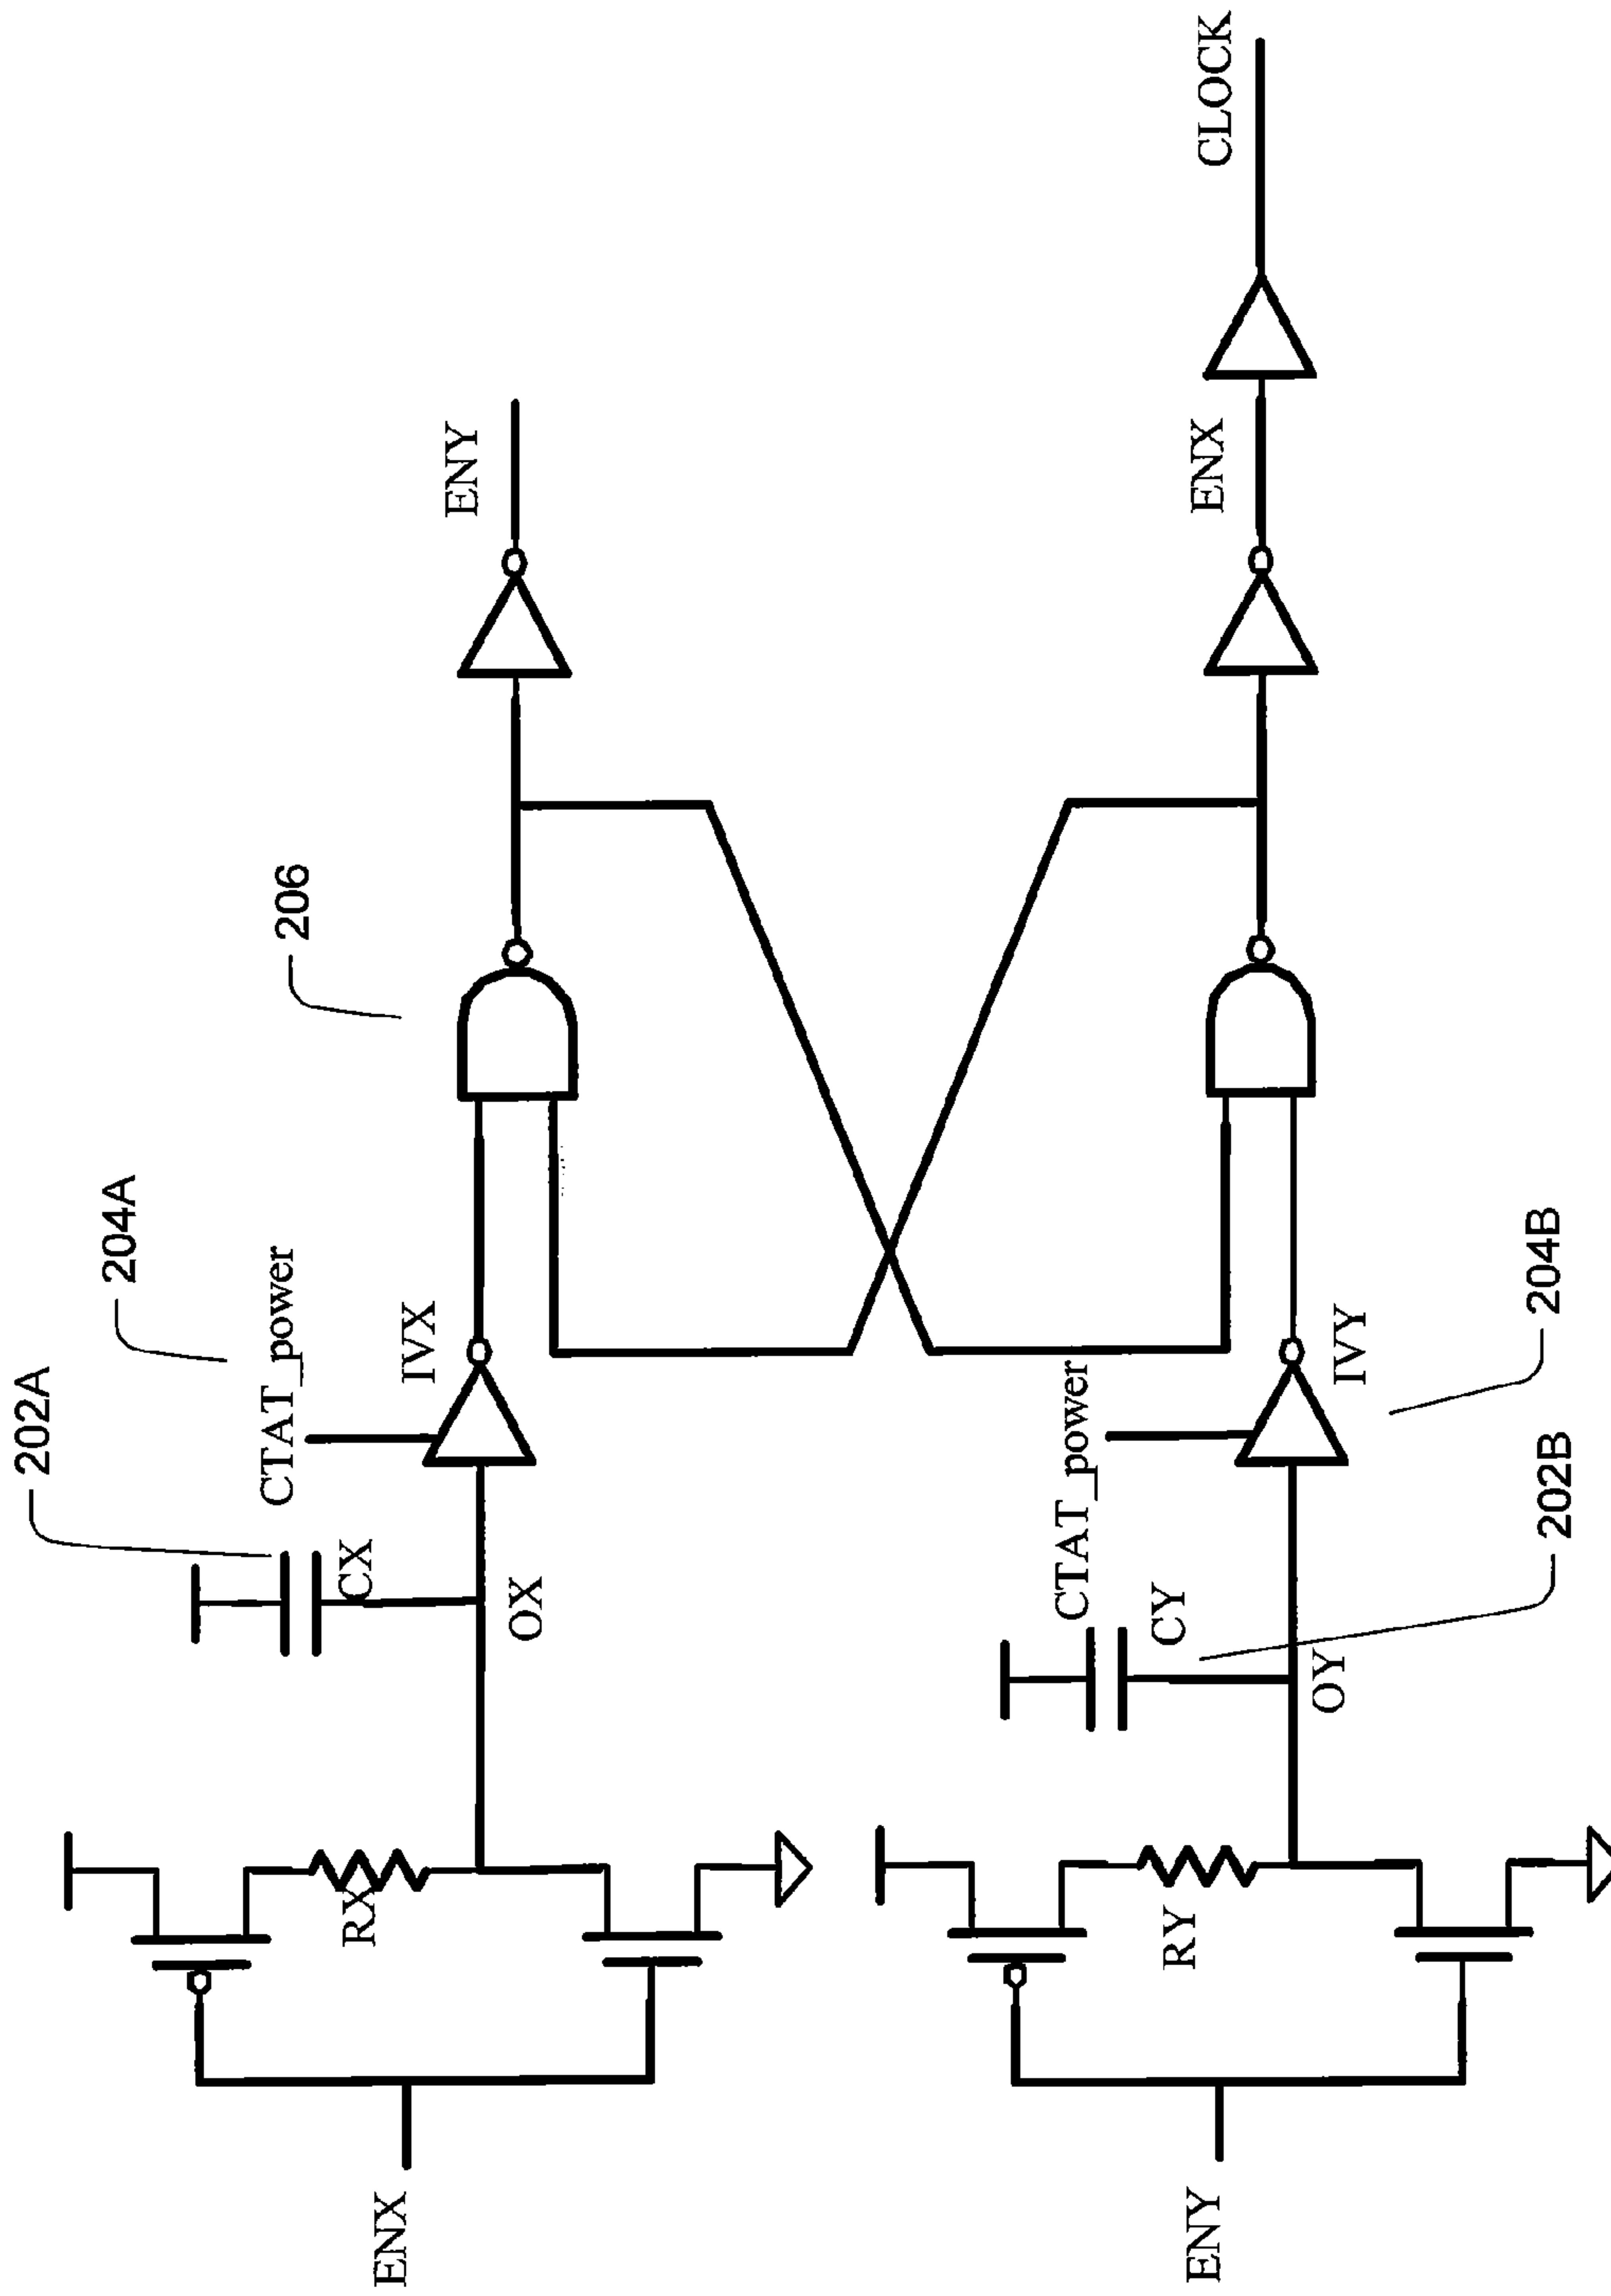 202A
204A
206
CTAT_power
ENX
RX
CX
OX
IVX
ENY
ENY
RY
CY
OY
CTAT_power
IVY
ENX
CLOCK
202B
204B